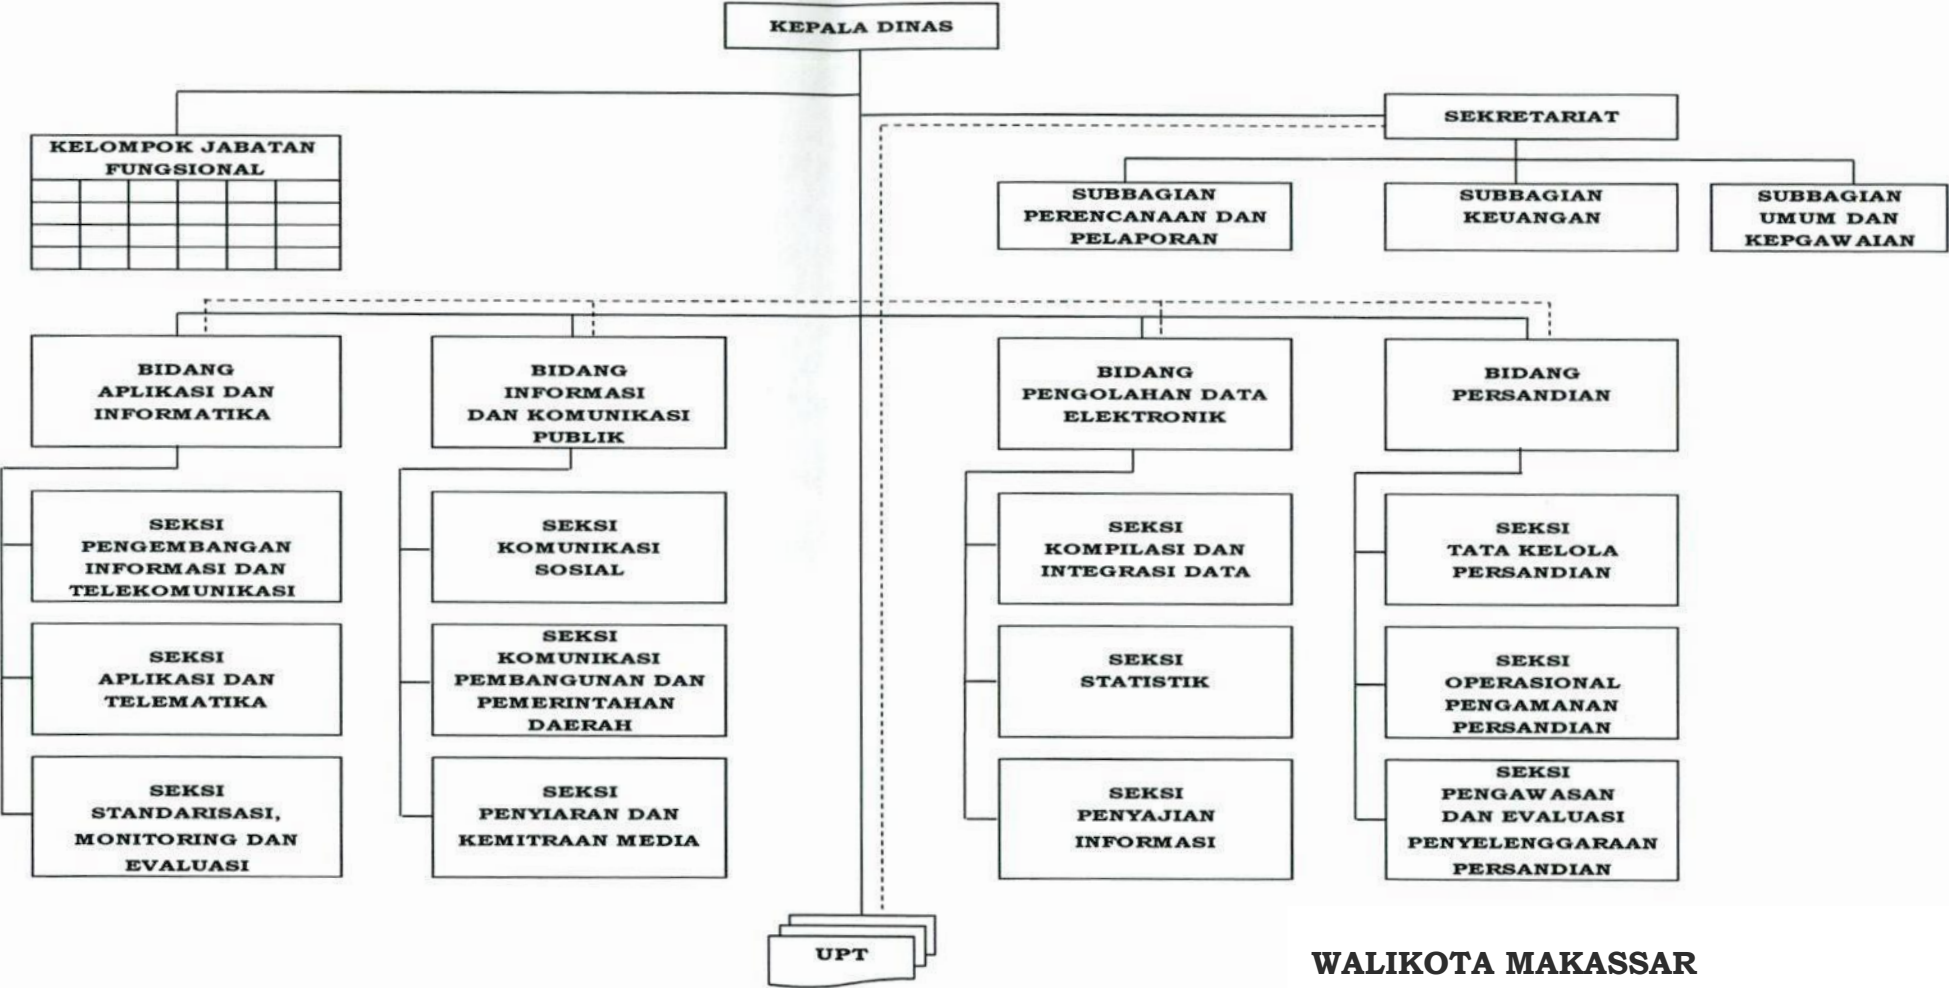 KEPALA DINAS
SEKRETARIAT
KELOMPOK JABATAN
FUNGSIONAL
SUBBAGIAN
PERENCANAAN DAN
PELAPORAN
SUBBAGIAN
KEUANGAN
SUBBAGIAN
UMUM DAN
KEPGAWAIAN
BIDANG
APLIKASI DAN
INFORMATIKA
BIDANG
INFORMASI
DAN KOMUNIKASI
PUBLIK
BIDANG
PENGOLAHAN DATA
ELEKTRONIK
BIDANG
PERSANDIAN
SEKSI
PENGEMBANGAN
INFORMASI DAN
TELEKOMUNIKASI
SEKSI
KOMUNIKASI
SOSIAL
SEKSI
KOMPILASI DAN
INTEGRASI DATA
SEKSI
TATA KELOLA
PERSANDIAN
SEKSI
APLIKASI DAN
TELEMATIKA
SEKSI
KOMUNIKASI
PEMBANGUNAN DAN
PEMERINTAHAN
DAERAH
SEKSI
STATISTIK
SEKSI
OPERASIONAL
PENGAMANAN
PERSANDIAN
SEKSI
STANDARISASI,
MONITORING DAN
EVALUASI
SEKSI
PENYIARAN DAN
KEMITRAAN MEDIA
SEKSI
PENYAJIAN
INFORMASI
SEKSI
PENGAWASAN
DAN EVALUASI
PENYELENGGARAAN
PERSANDIAN
UPT
WALIKOTA MAKASSAR